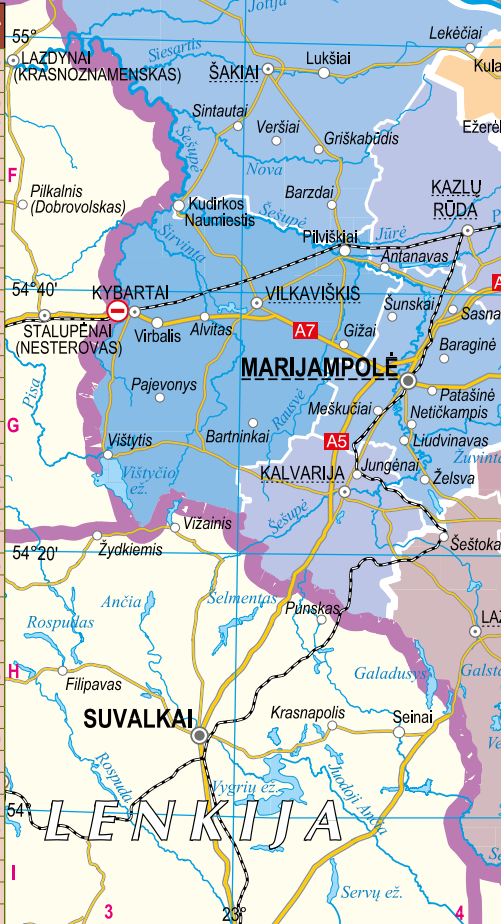 Jotija
55°
Lekėčiai
LAZDYNAI
(KRASNOZNAMENSKAS)
Siesartis
ŠAKIAI
Lukšiai
Kula
Sintautai
Veršiai
Griškabūdis
Ežerėl
Šešupė
Nova
F
Pilkalnis
(Dobrovolskas)
Barzdai
KAZLŲ
RŪDA
Kudirkos
Naumiestis
Šešupė
Širvinta
Pilviškiai
Jūrė
Antanavas
54°40'
KYBARTAI
VILKAVIŠKIS
A
STALUPĖNAI
(NESTEROVAS)
Virbalis
Alvitas
A7
Šunskai
Sasna
Gižai
Baraginė
Pisa
MARIJAMPOLĖ
Pajevonys
Rausvė
Meškučiai
Patašinė
Netičkampis
G
Bartninkai
A5
Liudvinavas
Vištytis
Žuvinta
Vištyčio
ež.
KALVARIJA
Jungėnai
Želsva
Šešupė
Vižainis
54°20'
Žydkiemis
Šeštoka
Ančia
Šelmentas
Punskas
Rospudas
LAZ
H
Filipavas
Galadusys
Galsta
SUVALKAI
Krasnapolis
Seinai
Rospuda
Vygrių ež.
Juodoji Ančia
54°
LENKIJA
I
Servų ež.
3
23°
4